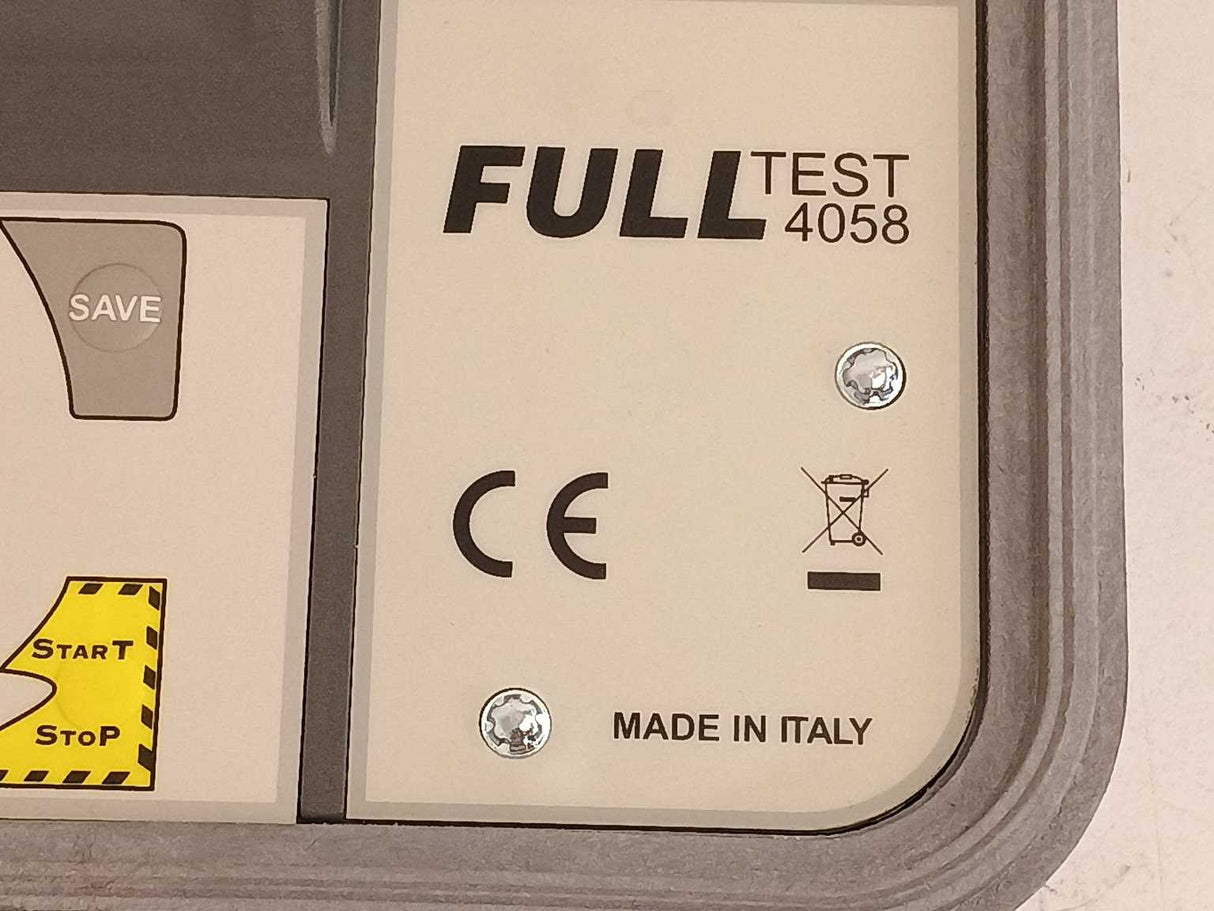 FULL TEST
4058
SAVE
CE
START
STOP
MADE IN ITALY